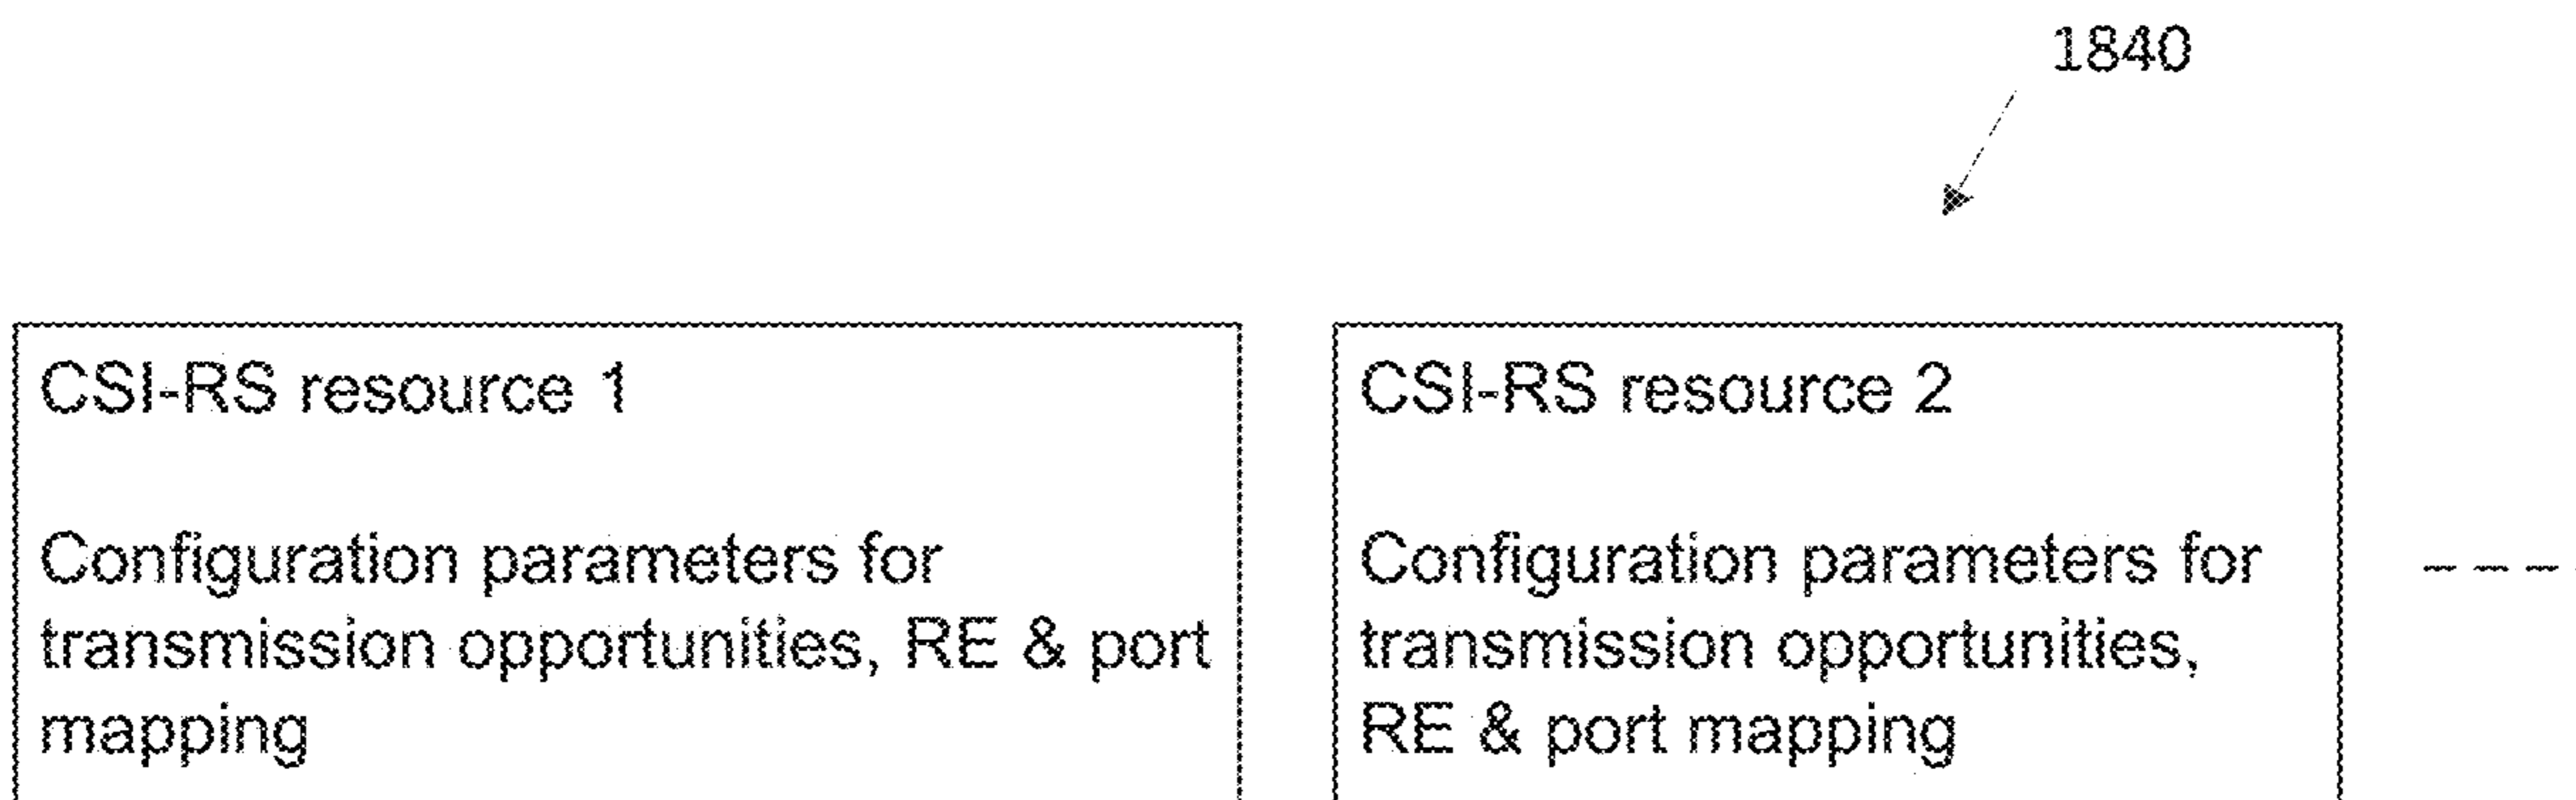 1840
CSI-RS resource 1
Configuration parameters for
transmission opportunities, RE & port
mapping
CSI-RS resource 2
Configuration parameters for
transmission opportunities,
RE & port mapping